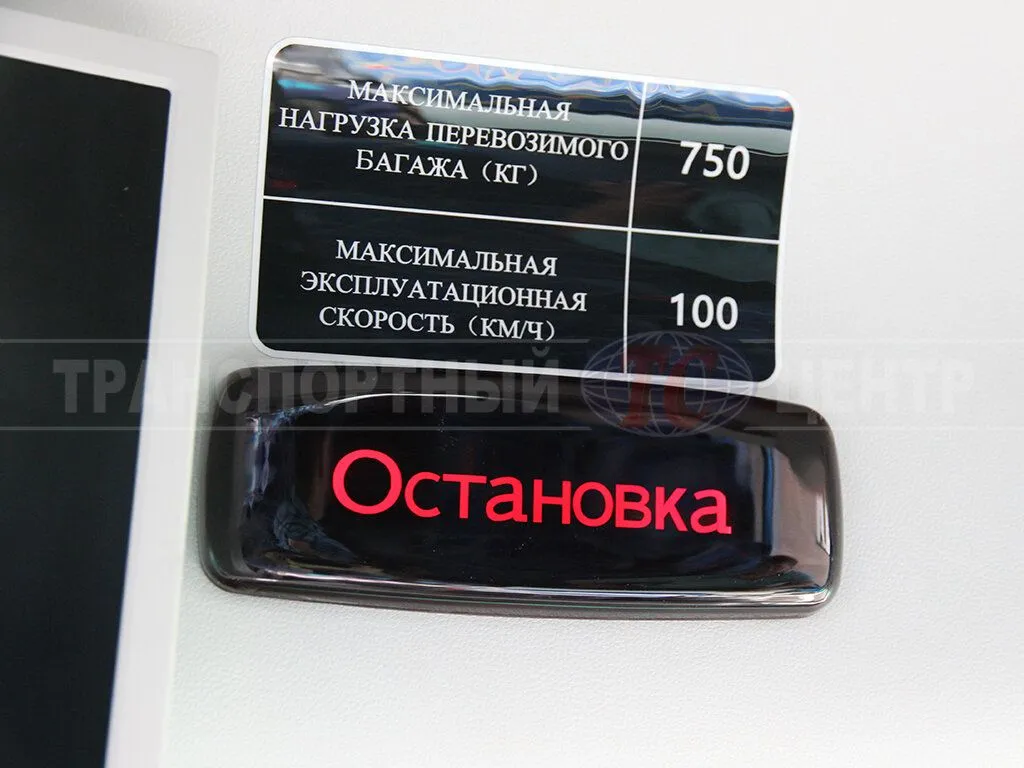 МАКСИМАЛЬНАЯ
НАГРУЗКА ПЕРЕВОЗИМОГО
БАГАЖА (КГ)
750
МАКСИМАЛЬНАЯ
ЭКСПЛУАТАЦИОННАЯ
СКОРОСТЬ (КМ/Ч)
100
ТРАНСПОРТНЫЙ ТС ЦЕНТР
Остановка